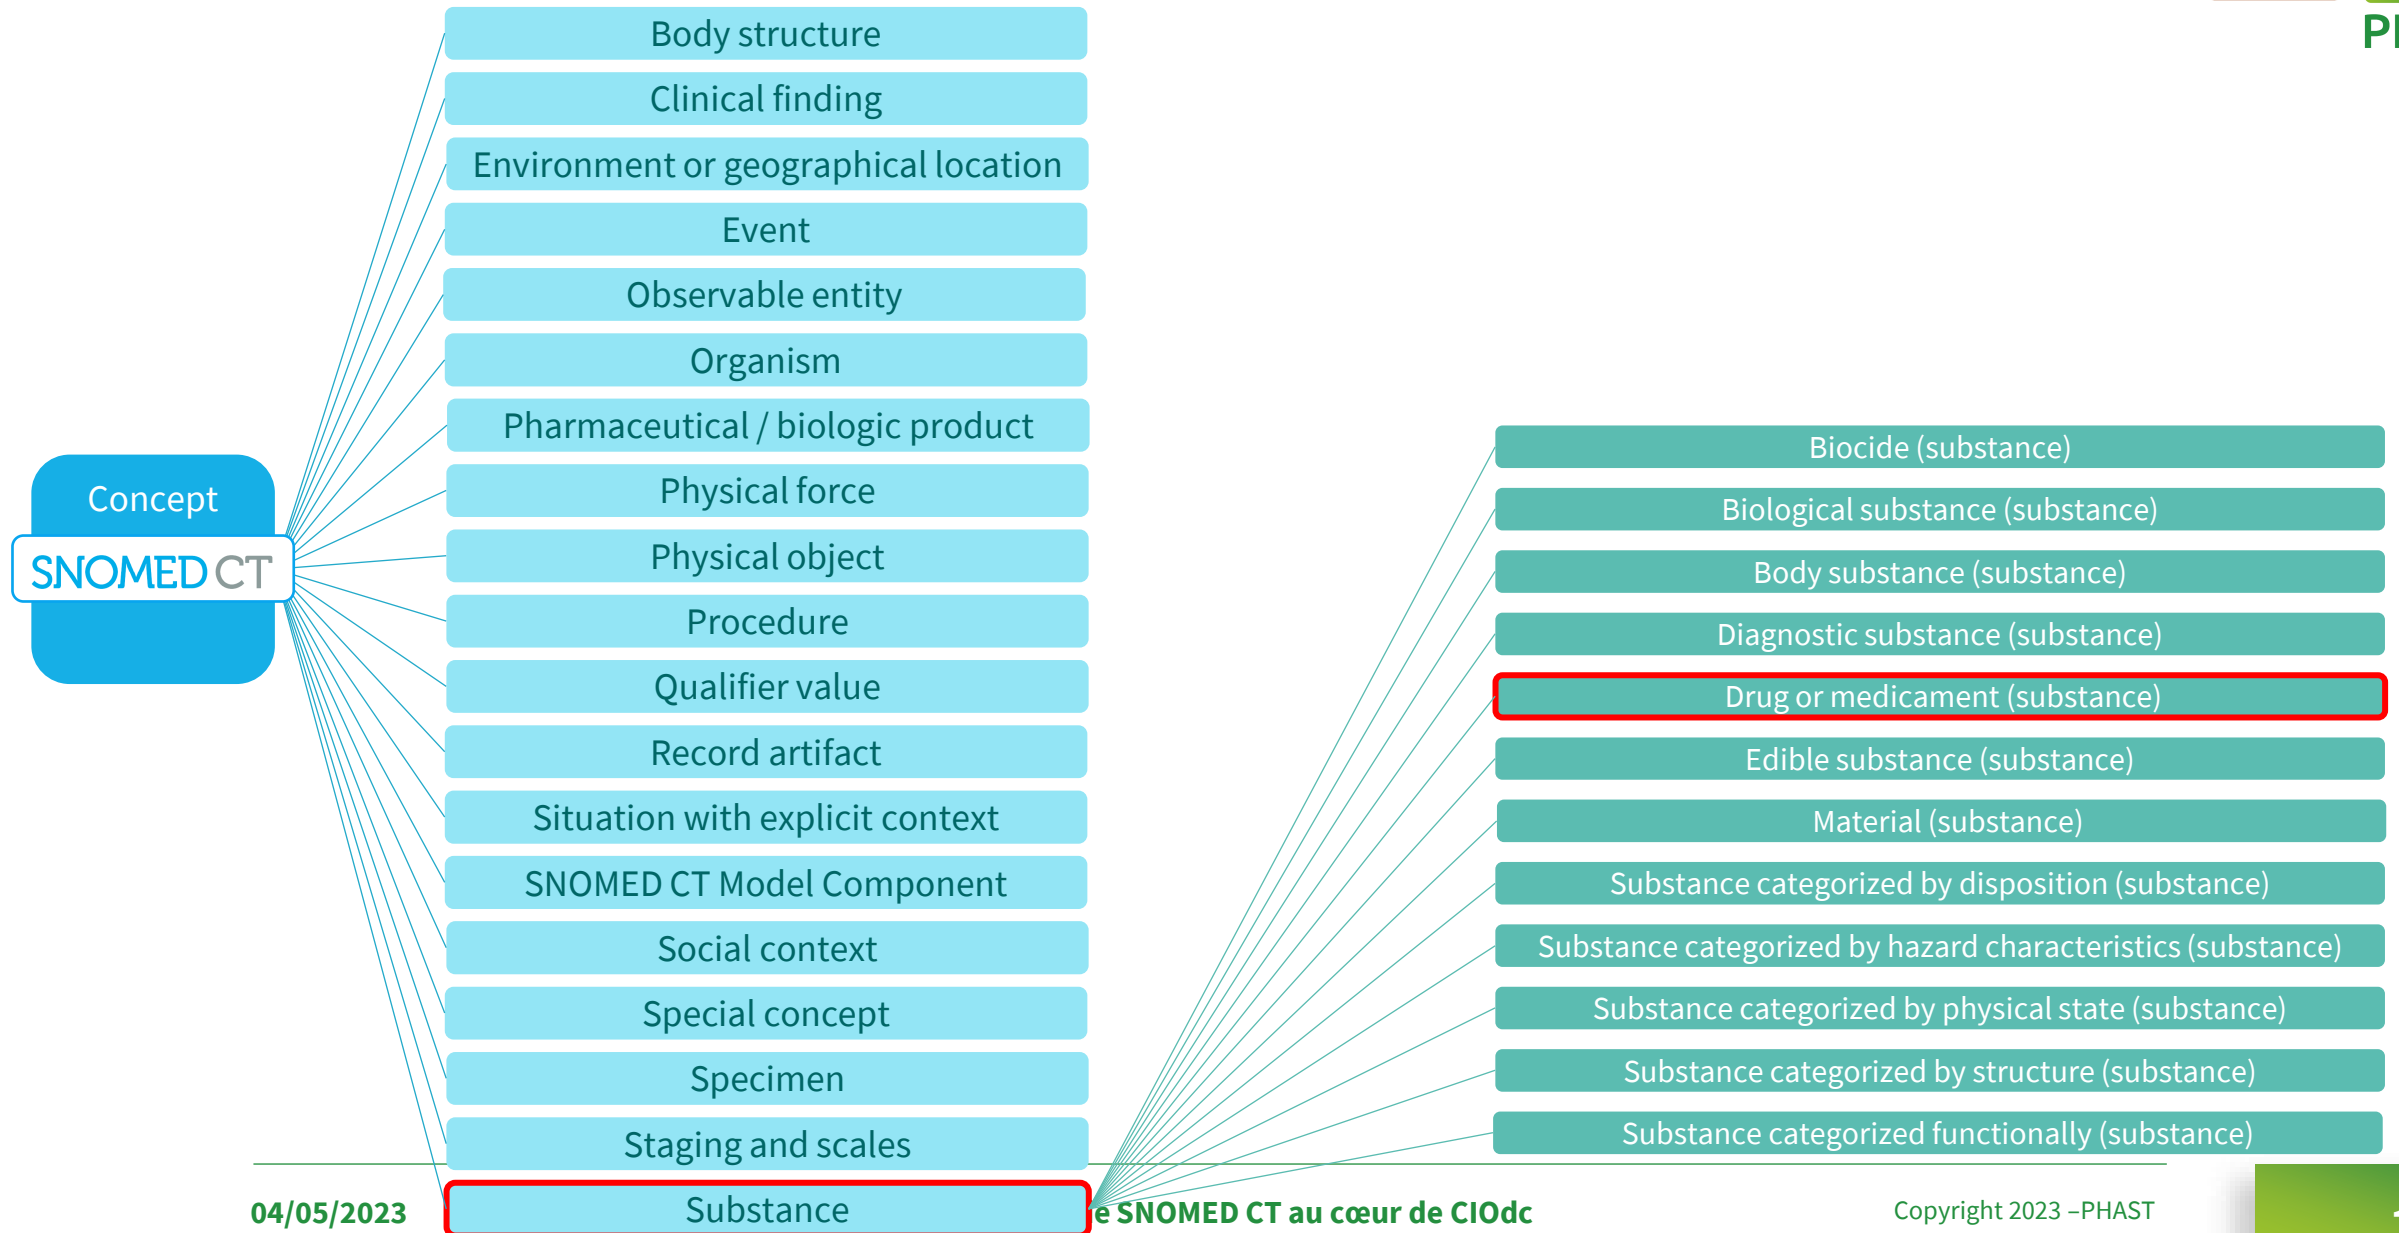 Body structure
Clinical finding
Environment or geographical location
Event
Observable entity
Organism
Pharmaceutical / biologic product
Physical force
Physical object
Procedure
Qualifier value
Record artifact
Situation with explicit context
SNOMED CT Model Component
Social context
Special concept
Specimen
Staging and scales
Substance
Concept
SNOMED CT
Biocide (substance)
Biological substance (substance)
Body substance (substance)
Diagnostic substance (substance)
Drug or medicament (substance)
Edible substance (substance)
Material (substance)
Substance categorized by disposition (substance)
Substance categorized by hazard characteristics (substance)
Substance categorized by physical state (substance)
Substance categorized by structure (substance)
Substance categorized functionally (substance)
04/05/2023
e SNOMED CT au cœur de CIOdc
Copyright 2023 –PHAST